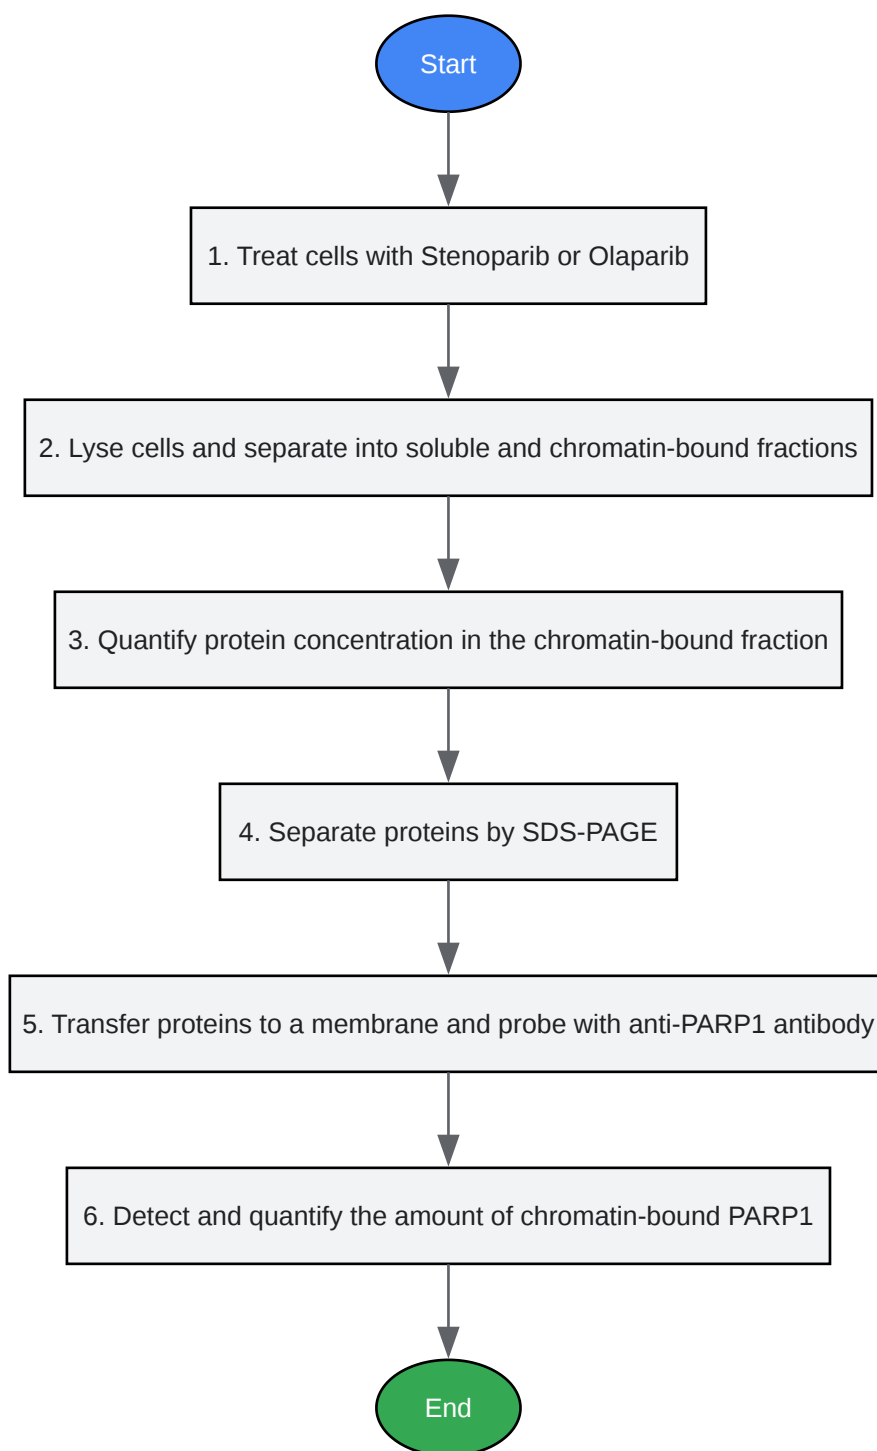 Start
1. Treat cells with Stenoparib or Olaparib
2. Lyse cells and separate into soluble and chromatin-bound fractions
3. Quantify protein concentration in the chromatin-bound fraction
4. Separate proteins by SDS-PAGE
5. Transfer proteins to a membrane and probe with anti-PARP1 antibody
6. Detect and quantify the amount of chromatin-bound PARP1
End